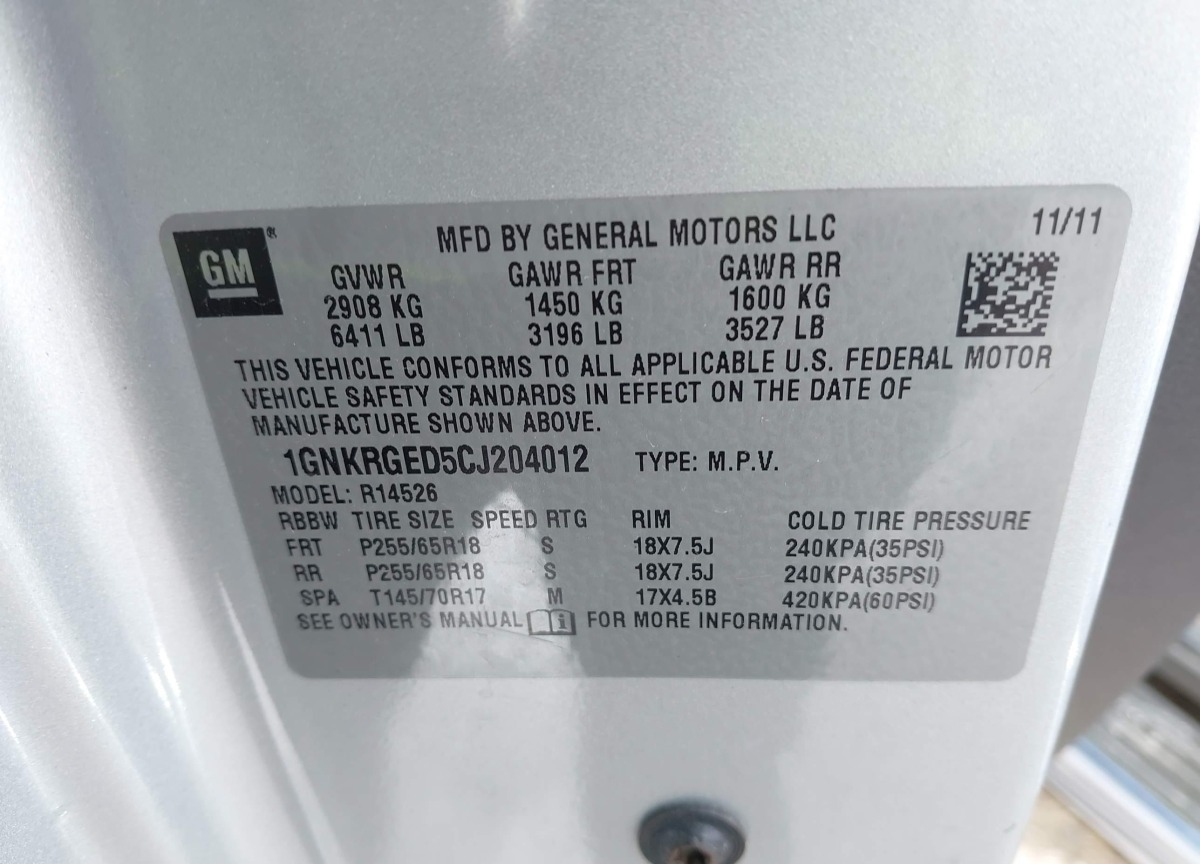 GM®
MFD BY GENERAL MOTORS LLC 11/11
GVWR GAWR FRT GAWR RR
2908 KG 1450 KG 1600 KG
6411 LB 3196 LB 3527 LB
THIS VEHICLE CONFORMS TO ALL APPLICABLE U.S. FEDERAL MOTOR
VEHICLE SAFETY STANDARDS IN EFFECT ON THE DATE OF
MANUFACTURE SHOWN ABOVE.
1GNKRGED5CJ204012 TYPE: M.P.V.
MODEL: R14526
RBBW TIRE SIZE SPEED RTG RIM COLD TIRE PRESSURE
FRT P255/65R18 S 18X7.5J 240KPA(35PSI)
RR P255/65R18 S 18X7.5J 240KPA(35PSI)
SPA T145/70R17 M 17X4.5B 420KPA(60PSI)
SEE OWNER'S MANUAL i FOR MORE INFORMATION.